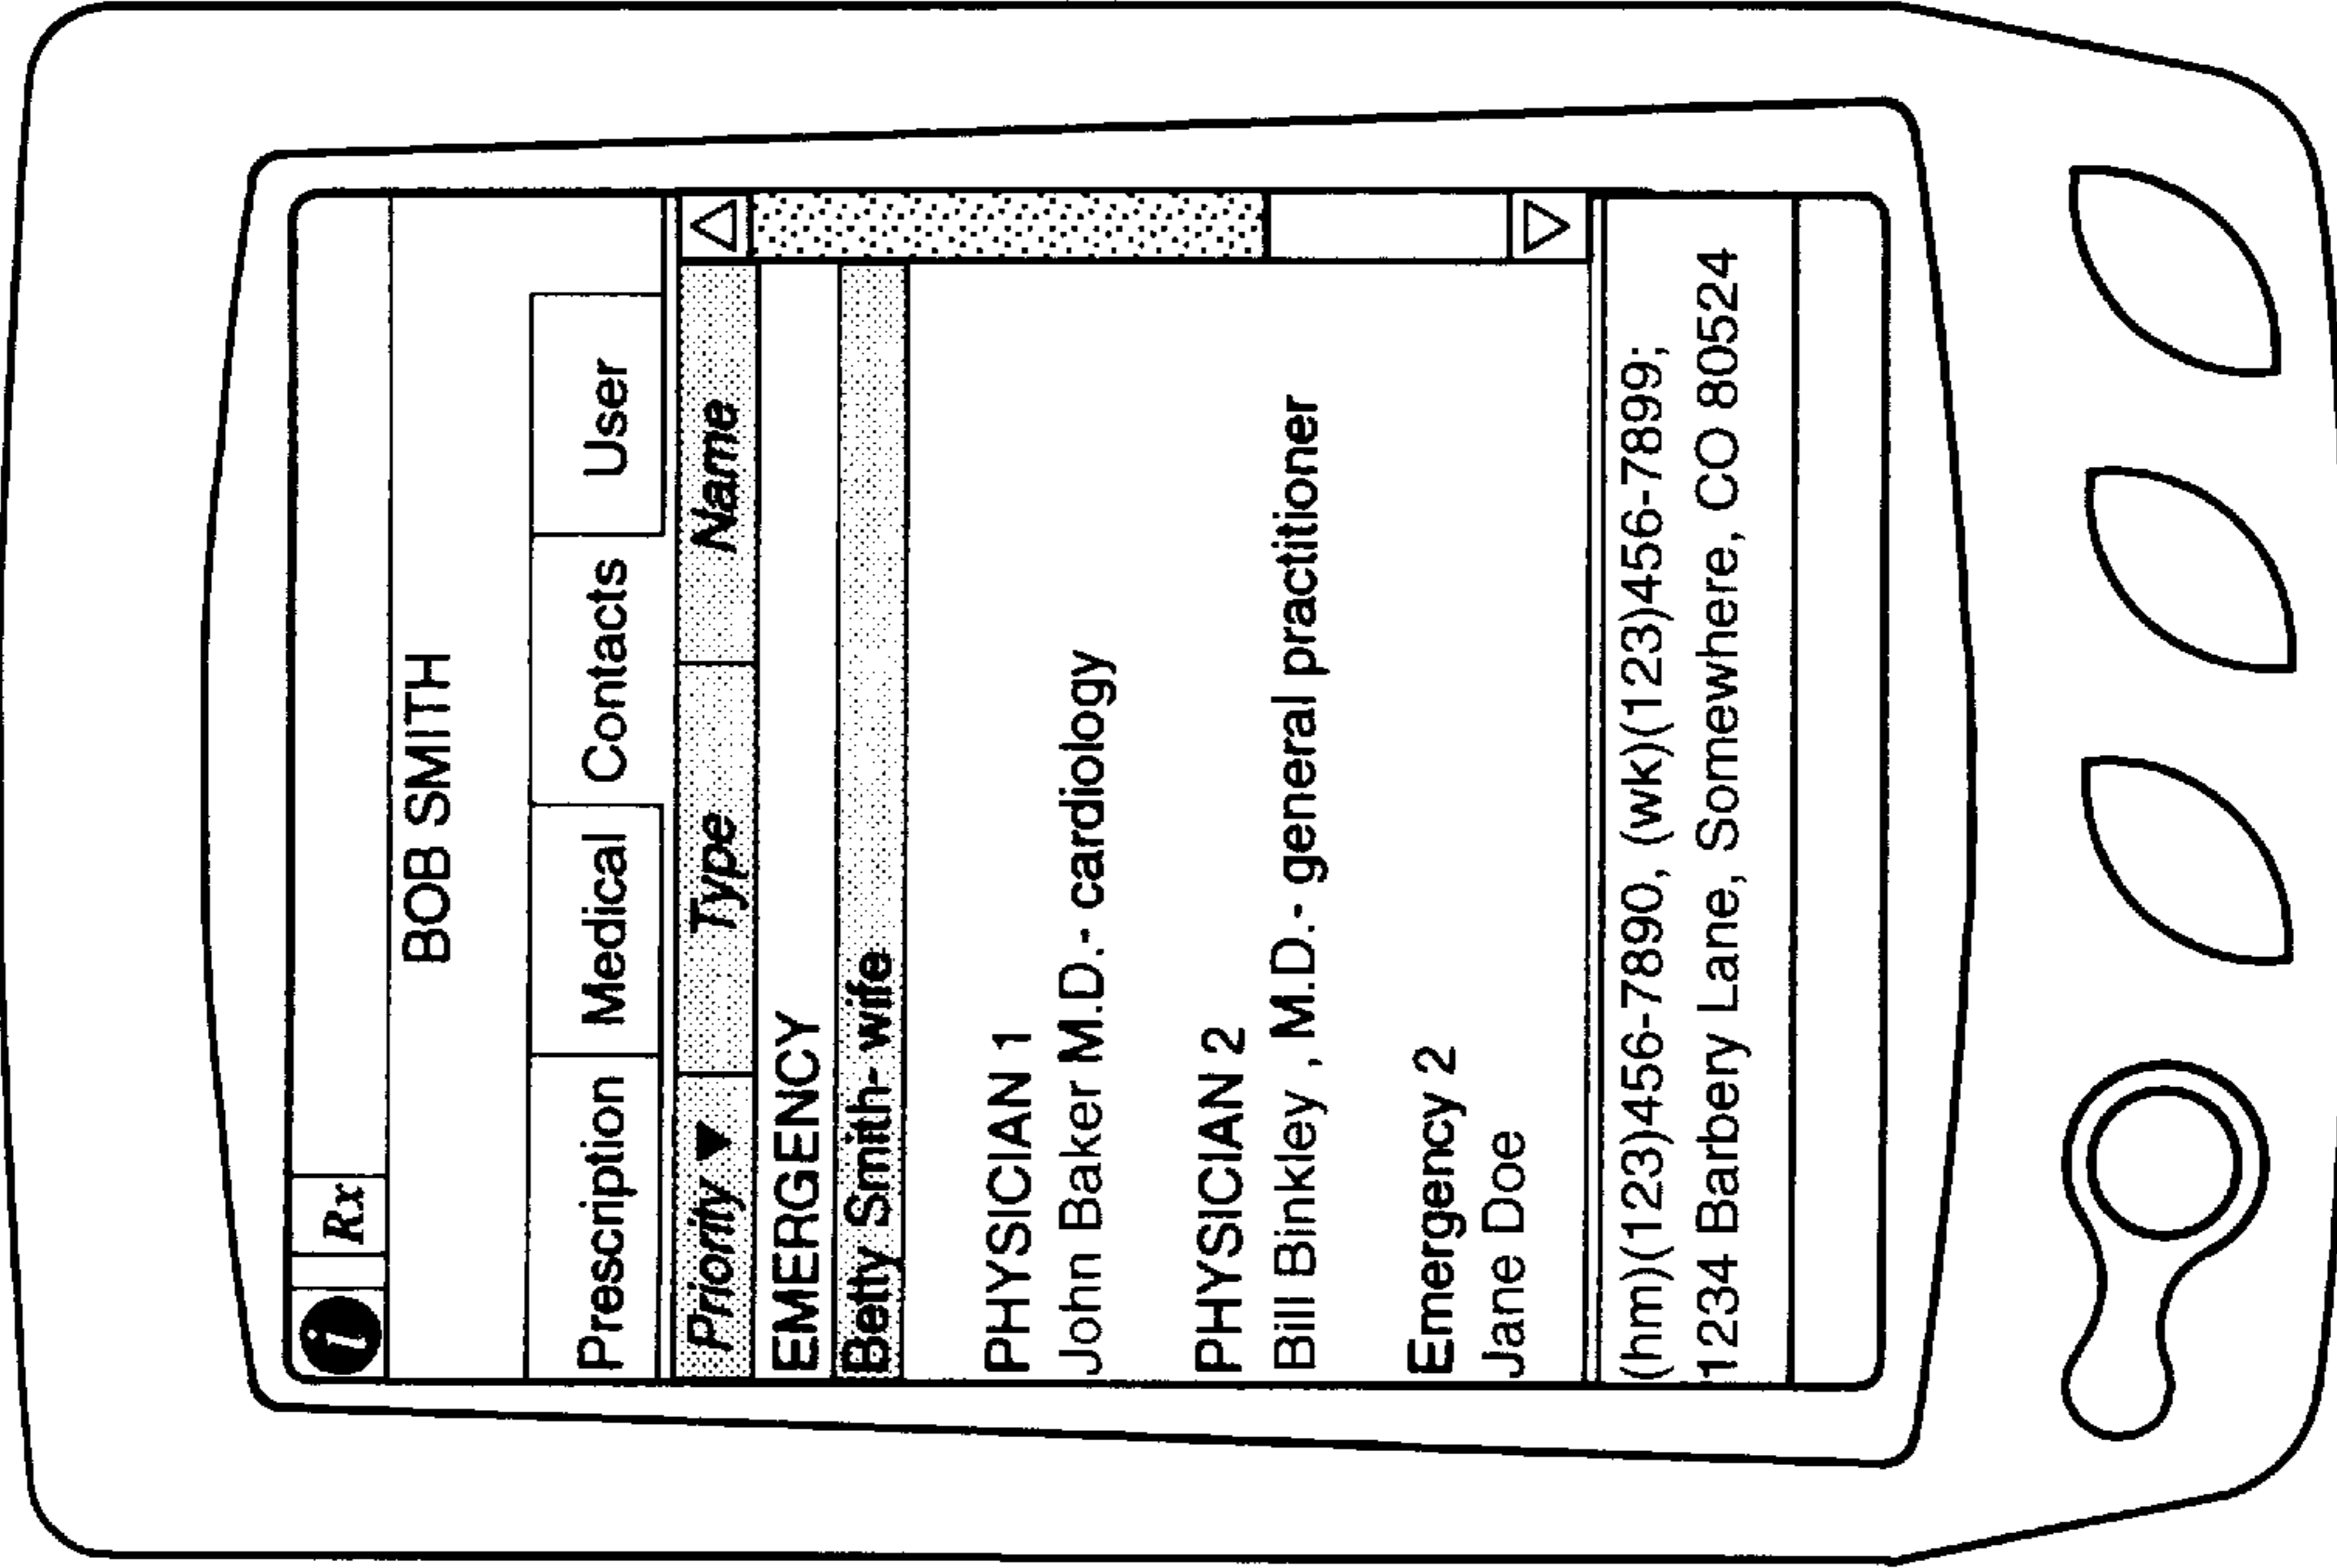 i Rx
BOB SMITH
Prescription Medical Contacts User
Priority ▼ Type Name
EMERGENCY
Betty Smith- wife
PHYSICIAN 1
John Baker M.D.- cardiology
PHYSICIAN 2
Bill Binkley , M.D.- general practitioner
Emergency 2
Jane Doe
(hm)(123)456-7890, (wk)(123)456-7899;
1234 Barbery Lane, Somewhere, CO 80524